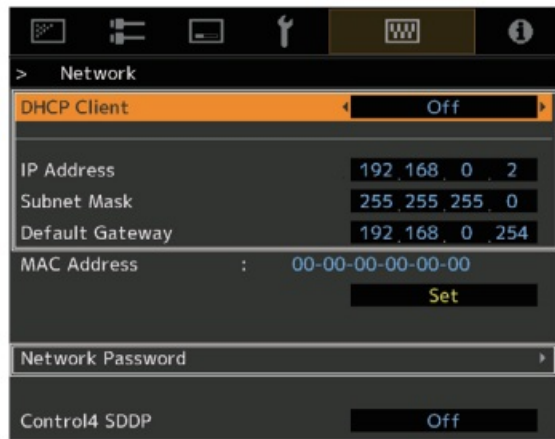 > Network
DHCP Client Off
IP Address 192 . 168 . 0 . 2
Subnet Mask 255 . 255 . 255 . 0
Default Gateway 192 . 168 . 0 . 254
MAC Address : 00-00-00-00-00-00
Set
Network Password
Control4 SDDP Off